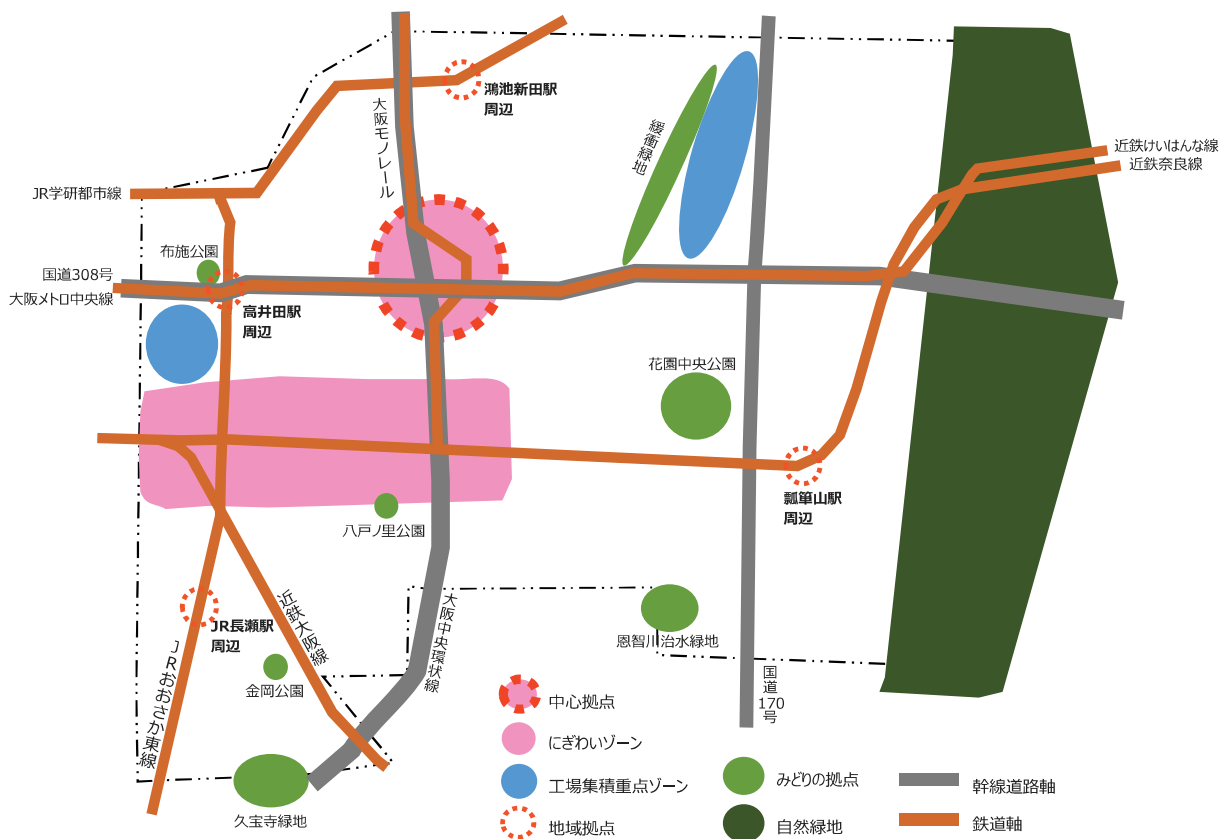 鴻池新田駅
周辺
大阪モノレール
緩衝緑地
近鉄けいはんな線
近鉄奈良線
JR学研都市線
布施公園
国道308号
大阪メトロ中央線
高井田駅
周辺
花園中央公園
瓢箪山駅
周辺
八戸ノ里公園
近鉄大阪線
大阪中央環状線
JR長瀬駅
周辺
恩智川治水緑地
JRおおさか東線
金岡公園
国道170号
久宝寺緑地
中心拠点
にぎわいゾーン
工場集積重点ゾーン
地域拠点
みどりの拠点
自然緑地
幹線道路軸
鉄道軸